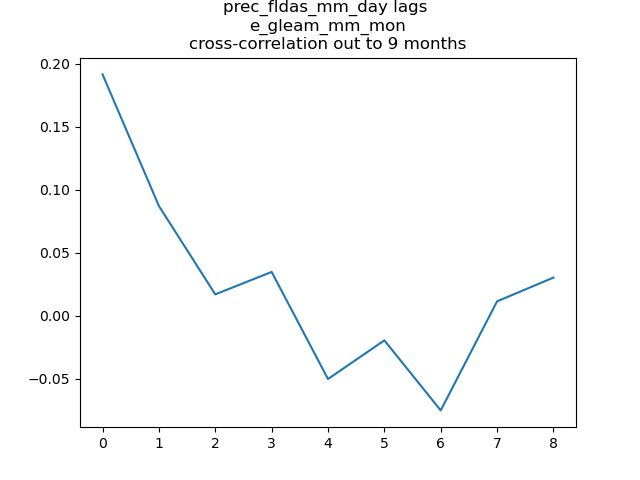 prec_fldas_mm_day lags
e_gleam_mm_mon
cross-correlation out to 9 months
0.20
0.15
0.10
0.05
0.00
−0.05
0 1 2 3 4 5 6 7 8